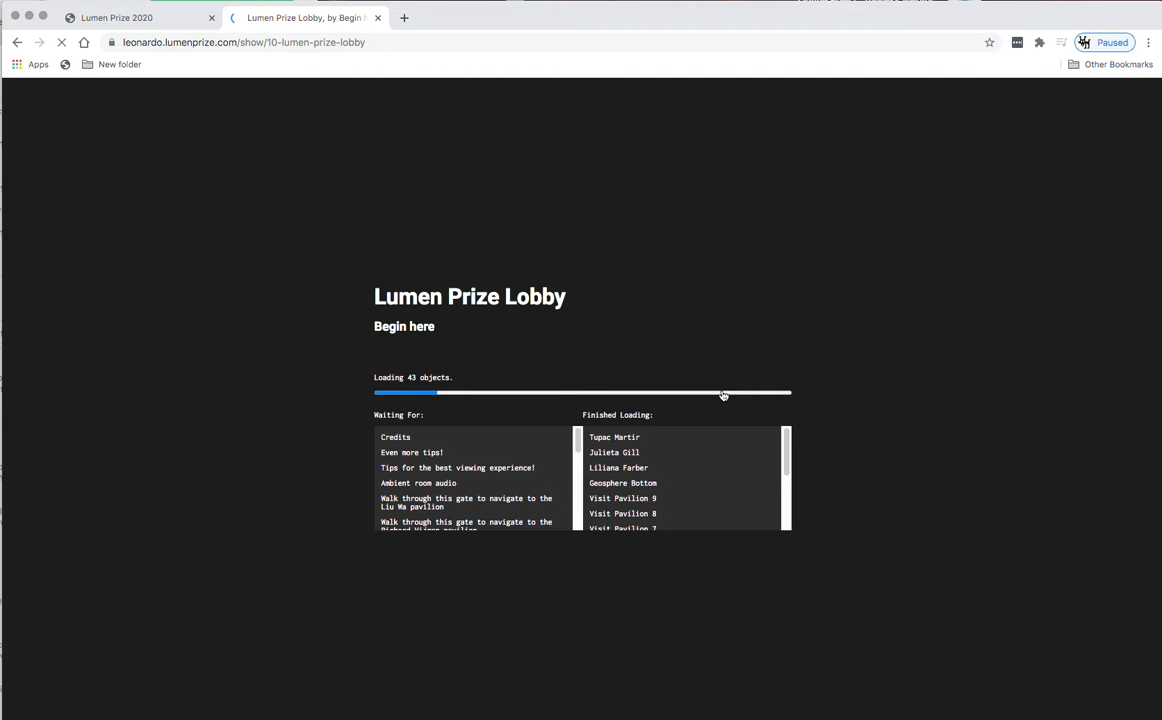 Lumen Prize 2020
Lumen Prize Lobby, by Begin h
leonardo.lumenprize.com/show/10-lumen-prize-lobby
Paused
Apps
New folder
Other Bookmarks
Lumen Prize Lobby
Begin here
Loading 43 objects.
Waiting For:
Credits
Even more tips!
Tips for the best viewing experience!
Ambient room audio
Walk through this gate to navigate to the
Liu Wa pavilion
Walk through this gate to navigate to the
Finished Loading:
Tupac Martir
Julieta Gill
Liliana Farber
Geosphere Bottom
Visit Pavilion 9
Visit Pavilion 8
Visit Pavilion 7